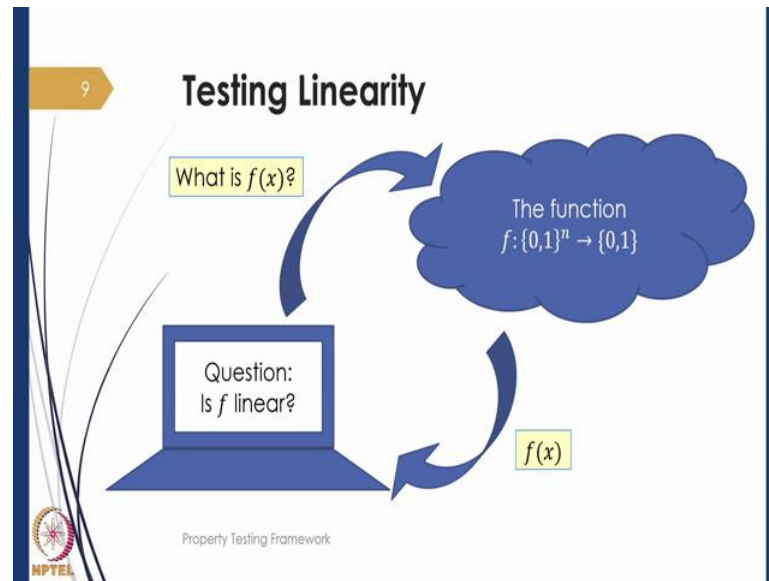 9
Testing Linearity
What is f(x)?
The function
f:{0,1}ⁿ → {0,1}
Question:
Is f linear?
f(x)
Property Testing Framework
NPTEL